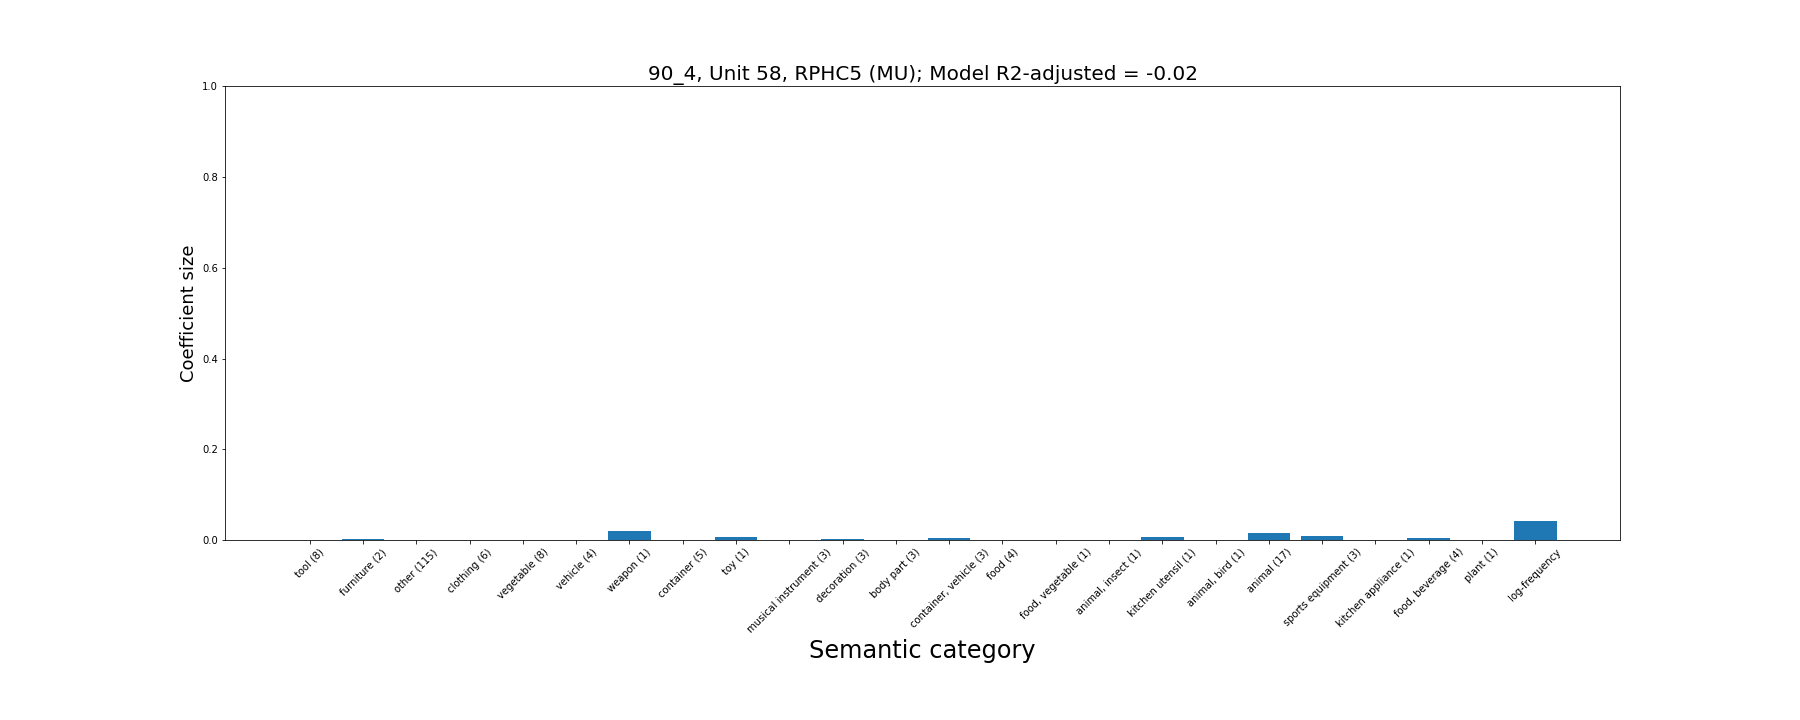 90_4, Unit 58, RPHC5 (MU); Model R2-adjusted = -0.02
1.0
0.8
0.6
0.4
0.2
0.0
Coefficient size
tool (8)
furniture (2)
other (115)
clothing (6)
vegetable (8)
vehicle (4)
weapon (1)
container (5)
toy (1)
musical instrument (3)
decoration (3)
body part (3)
container, vehicle (3)
food (4)
food, vegetable (1)
animal, insect (1)
kitchen utensil (1)
animal, bird (1)
animal (17)
sports equipment (3)
kitchen appliance (1)
food, beverage (4)
plant (1)
log-frequency
Semantic category